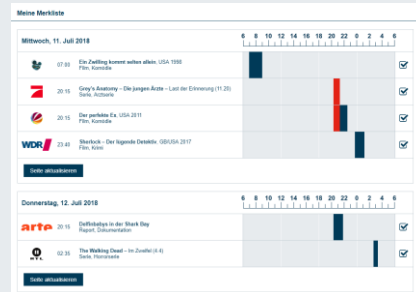 Meine Merkliste
Mittwoch, 11. Juli 2018
6 8 10 12 14 16 18 20 22 0 2 4 6
07:00 Ein Zwilling kommt selten allein, USA 1998
Film, Komödie
20:15 Grey's Anatomy – Die jungen Ärzte – Last der Erinnerung (11.20)
Serie, Arztserie
20:15 Der perfekte Ex, USA 2011
Film, Komödie
WDR 23:40 Sherlock – Der lügende Detektiv, GB/USA 2017
Film, Krimi
Seite aktualisieren
Donnerstag, 12. Juli 2018
6 8 10 12 14 16 18 20 22 0 2 4 6
arte 20:15 Delfinbabys in der Shark Bay
Report, Dokumentation
RTL II 02:35 The Walking Dead – Im Zweifel (4.4)
Serie, Horrorserie
Seite aktualisieren